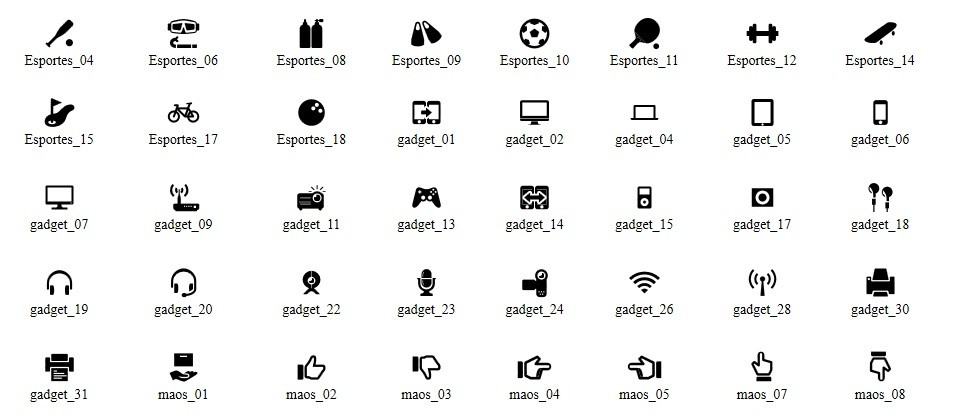 Esportes_04 Esportes_06 Esportes_08 Esportes_09 Esportes_10 Esportes_11 Esportes_12 Esportes_14
Esportes_15 Esportes_17 Esportes_18 gadget_01 gadget_02 gadget_04 gadget_05 gadget_06
gadget_07 gadget_09 gadget_11 gadget_13 gadget_14 gadget_15 gadget_17 gadget_18
gadget_19 gadget_20 gadget_22 gadget_23 gadget_24 gadget_26 gadget_28 gadget_30
gadget_31 maos_01 maos_02 maos_03 maos_04 maos_05 maos_07 maos_08